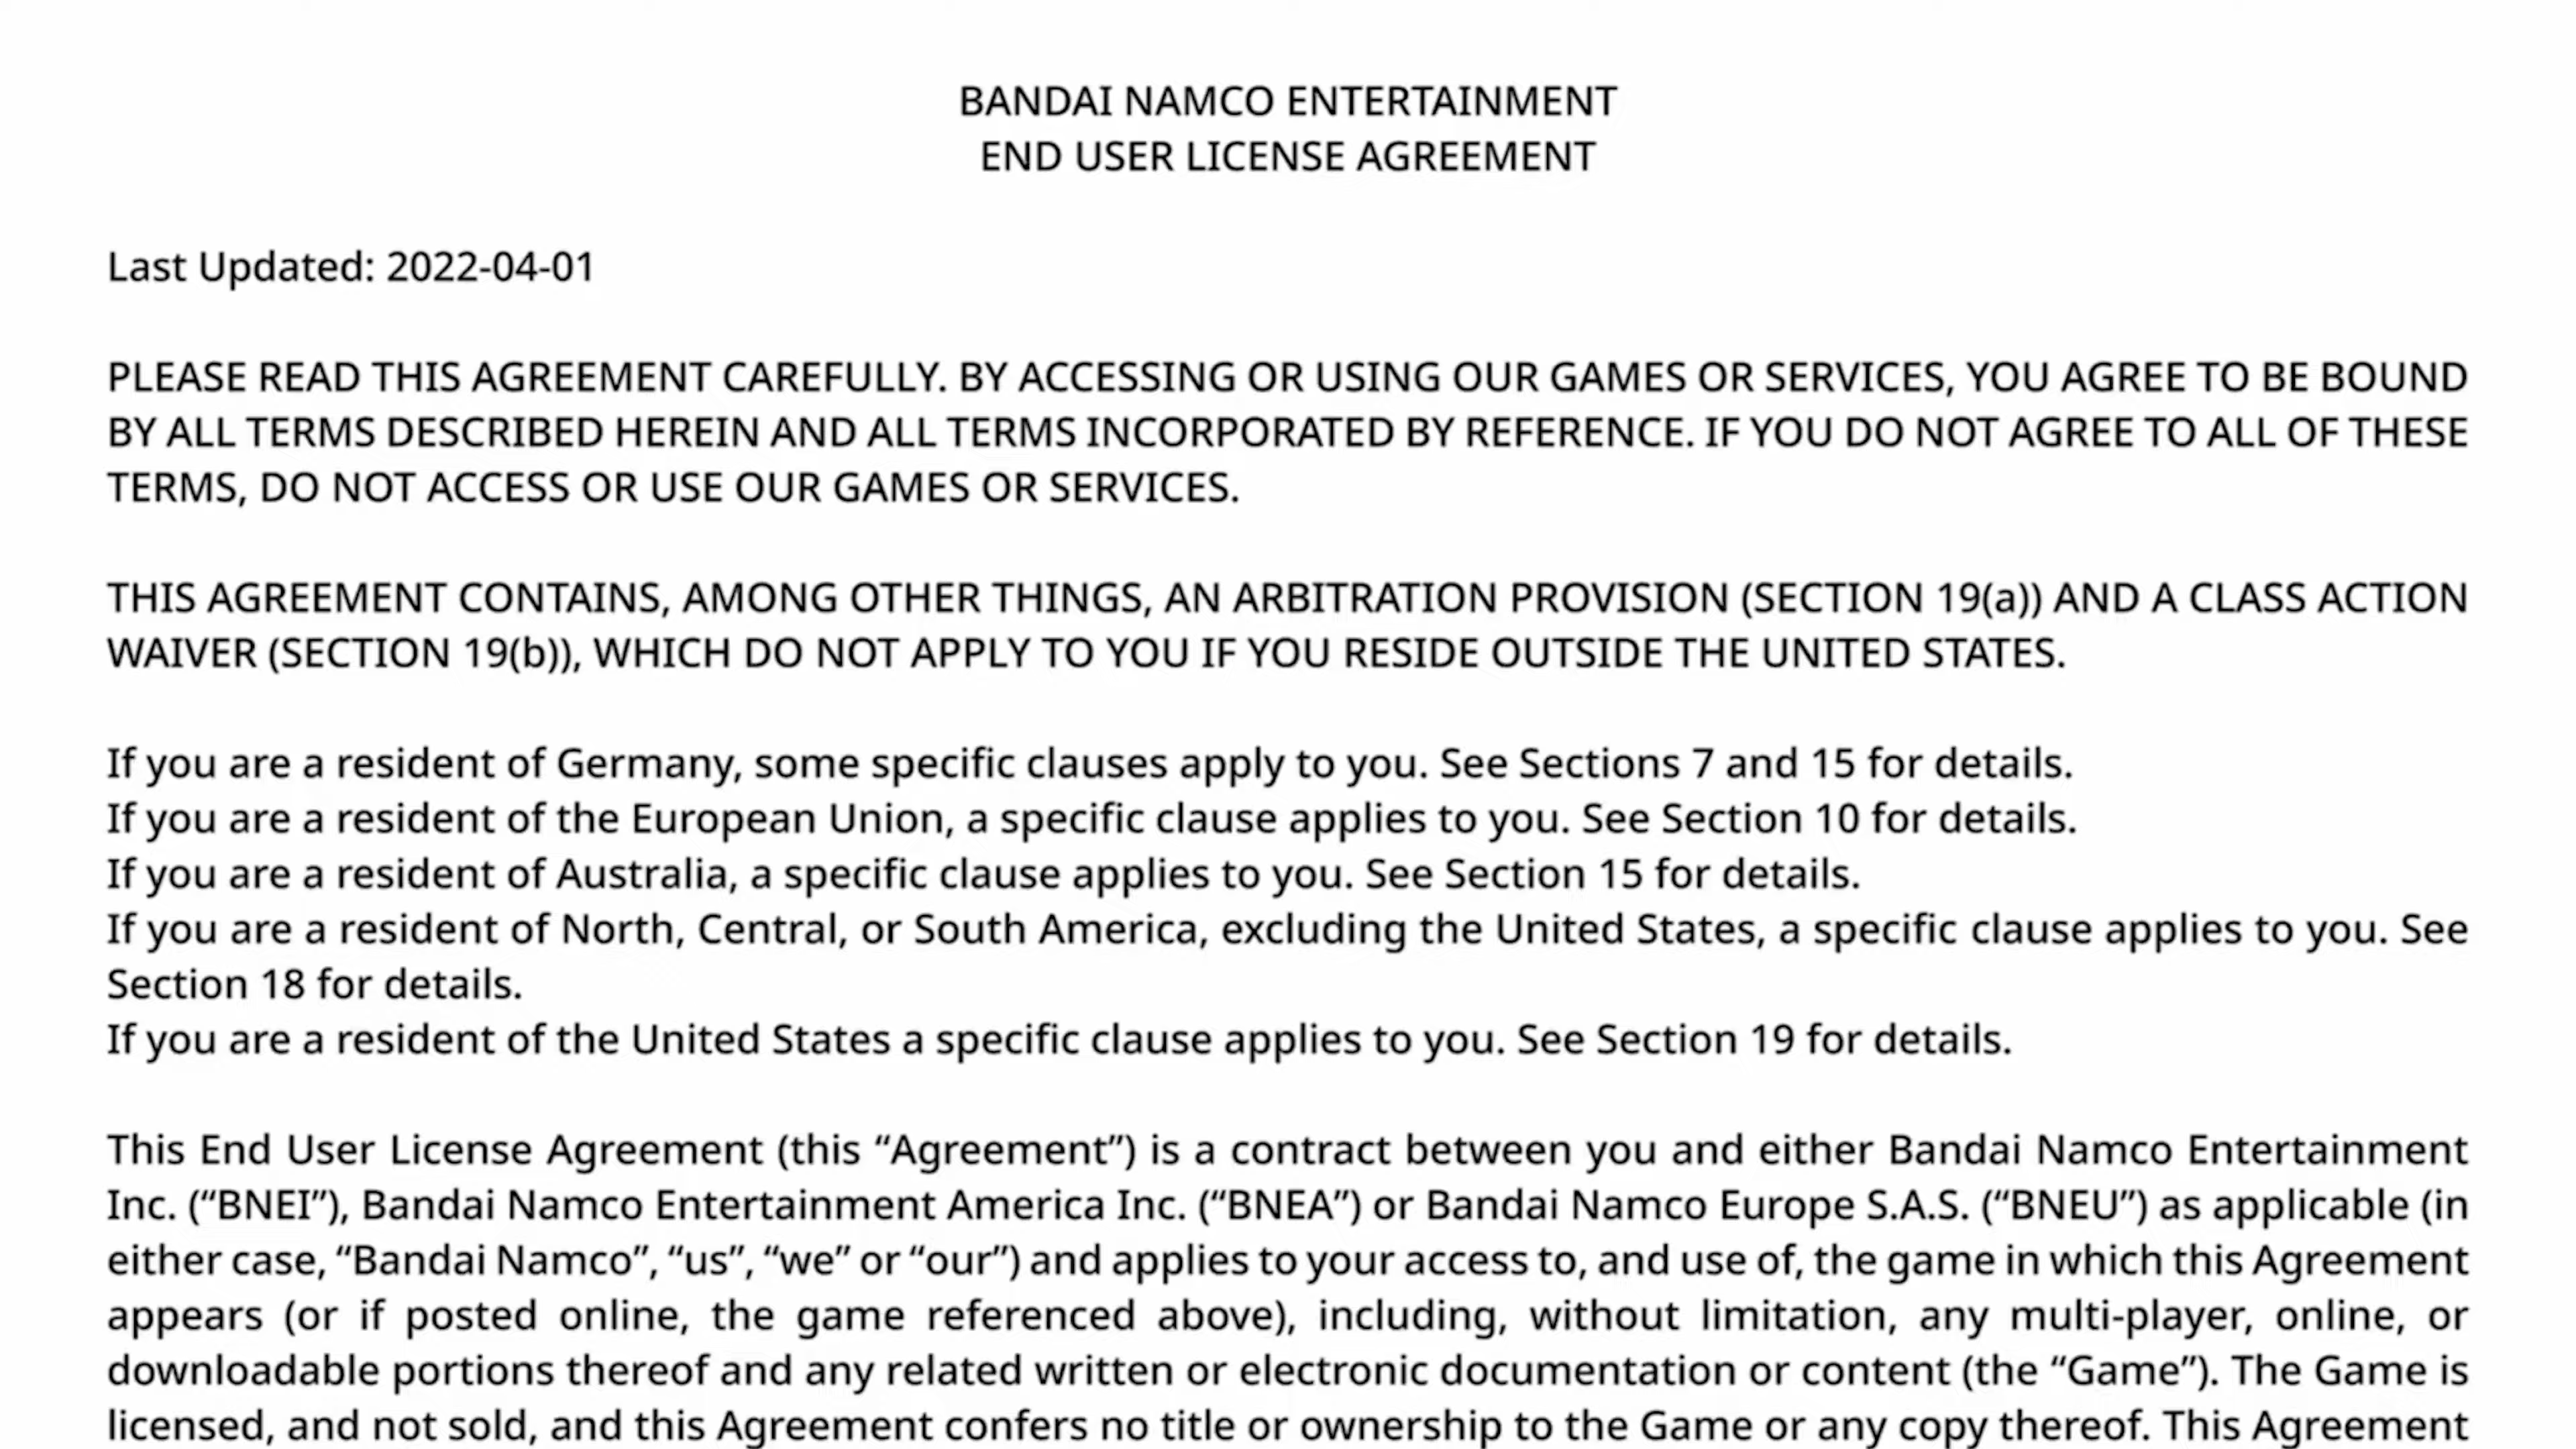 BANDAI NAMCO ENTERTAINMENT
END USER LICENSE AGREEMENT
Last Updated: 2022-04-01
PLEASE READ THIS AGREEMENT CAREFULLY. BY ACCESSING OR USING OUR GAMES OR SERVICES, YOU AGREE TO BE BOUND
BY ALL TERMS DESCRIBED HEREIN AND ALL TERMS INCORPORATED BY REFERENCE. IF YOU DO NOT AGREE TO ALL OF THESE
TERMS, DO NOT ACCESS OR USE OUR GAMES OR SERVICES.
THIS AGREEMENT CONTAINS, AMONG OTHER THINGS, AN ARBITRATION PROVISION (SECTION 19(a)) AND A CLASS ACTION
WAIVER (SECTION 19(b)), WHICH DO NOT APPLY TO YOU IF YOU RESIDE OUTSIDE THE UNITED STATES.
If you are a resident of Germany, some specific clauses apply to you. See Sections 7 and 15 for details.
If you are a resident of the European Union, a specific clause applies to you. See Section 10 for details.
If you are a resident of Australia, a specific clause applies to you. See Section 15 for details.
If you are a resident of North, Central, or South America, excluding the United States, a specific clause applies to you. See
Section 18 for details.
If you are a resident of the United States a specific clause applies to you. See Section 19 for details.
This End User License Agreement (this “Agreement”) is a contract between you and either Bandai Namco Entertainment
Inc. (“BNEI”), Bandai Namco Entertainment America Inc. (“BNEA”) or Bandai Namco Europe S.A.S. (“BNEU”) as applicable (in
either case, “Bandai Namco”, “us”, “we” or “our”) and applies to your access to, and use of, the game in which this Agreement
appears (or if posted online, the game referenced above), including, without limitation, any multi-player, online, or
downloadable portions thereof and any related written or electronic documentation or content (the “Game”). The Game is
licensed, and not sold, and this Agreement confers no title or ownership to the Game or any copy thereof. This Agreement